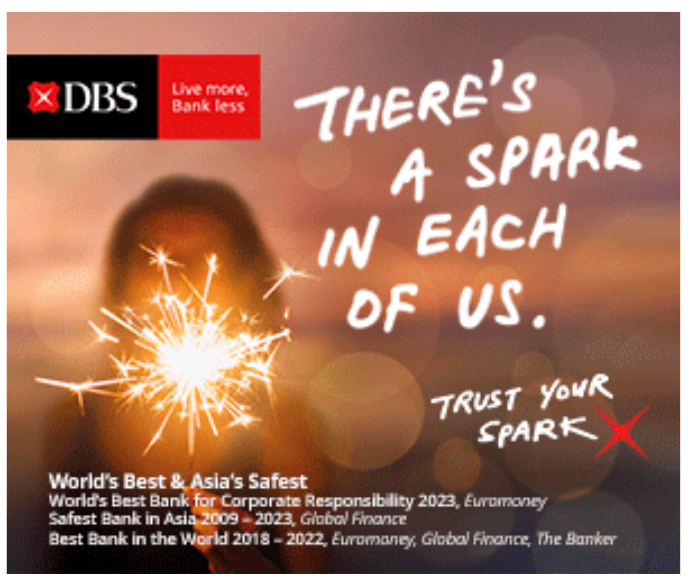 DBS
Live more,
Bank less
THERE'S
A SPARK
IN EACH
OF US.
TRUST YOUR
SPARK
World's Best & Asia's Safest
World's Best Bank for Corporate Responsibility 2023, Euromoney
Safest Bank in Asia 2009 – 2023, Global Finance
Best Bank in the World 2018 – 2022, Euromoney, Global Finance, The Banker